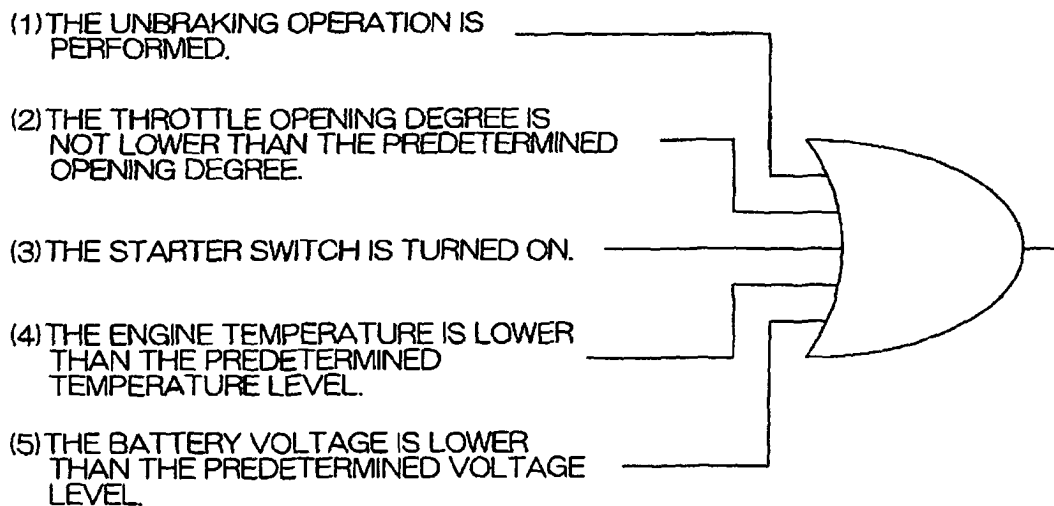 (1) THE UNBRAKING OPERATION IS
PERFORMED.
(2) THE THROTTLE OPENING DEGREE IS
NOT LOWER THAN THE PREDETERMINED
OPENING DEGREE.
(3) THE STARTER SWITCH IS TURNED ON.
(4) THE ENGINE TEMPERATURE IS LOWER
THAN THE PREDETERMINED
TEMPERATURE LEVEL.
(5) THE BATTERY VOLTAGE IS LOWER
THAN THE PREDETERMINED VOLTAGE
LEVEL.